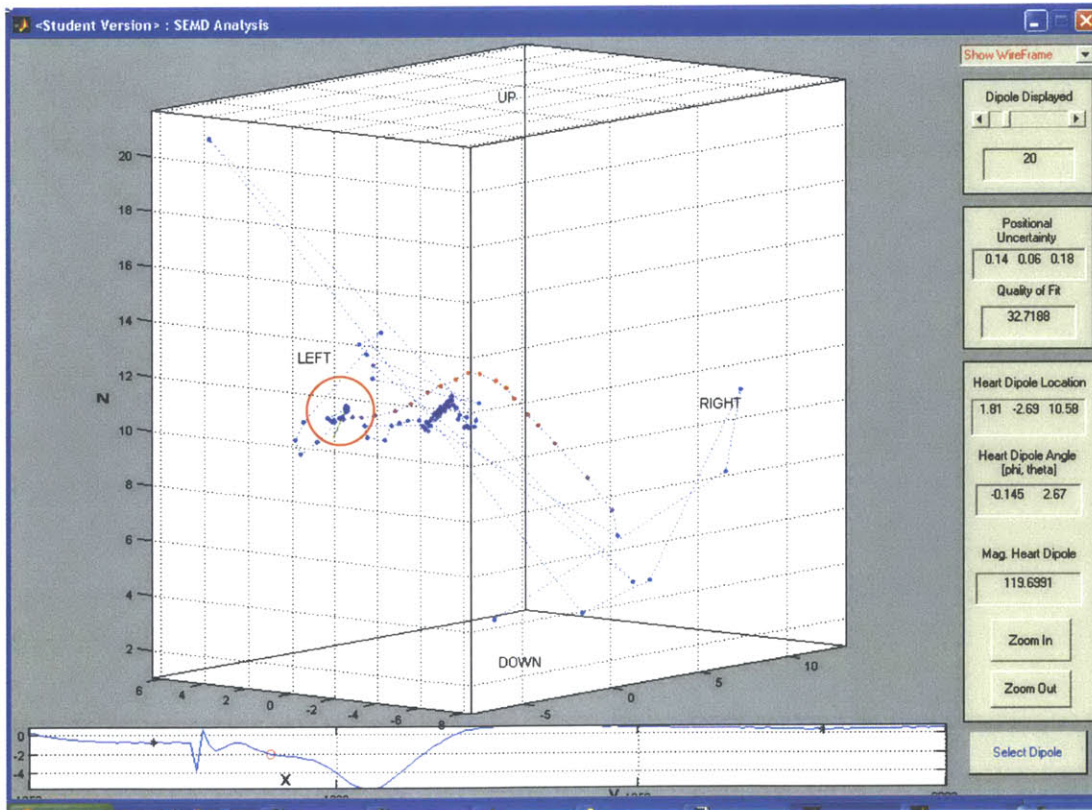 <Student Version> : SEMD Analysis
Show WireFrame
UP
Dipole Displayed
20
Positional
Uncertainty
0.14 0.06 0.18
Quality of Fit
32.7188
LEFT
RIGHT
Heart Dipole Location
1.81 -2.69 10.58
Heart Dipole Angle
[phi, theta]
-0.145 2.67
Mag. Heart Dipole
119.6991
Zoom In
Zoom Out
Select Dipole
DOWN
Z
20
18
16
14
12
10
8
6
4
2
6 4 2 0 -2 -4 -6 8
-5 0 5 10
0
-2
-4
X